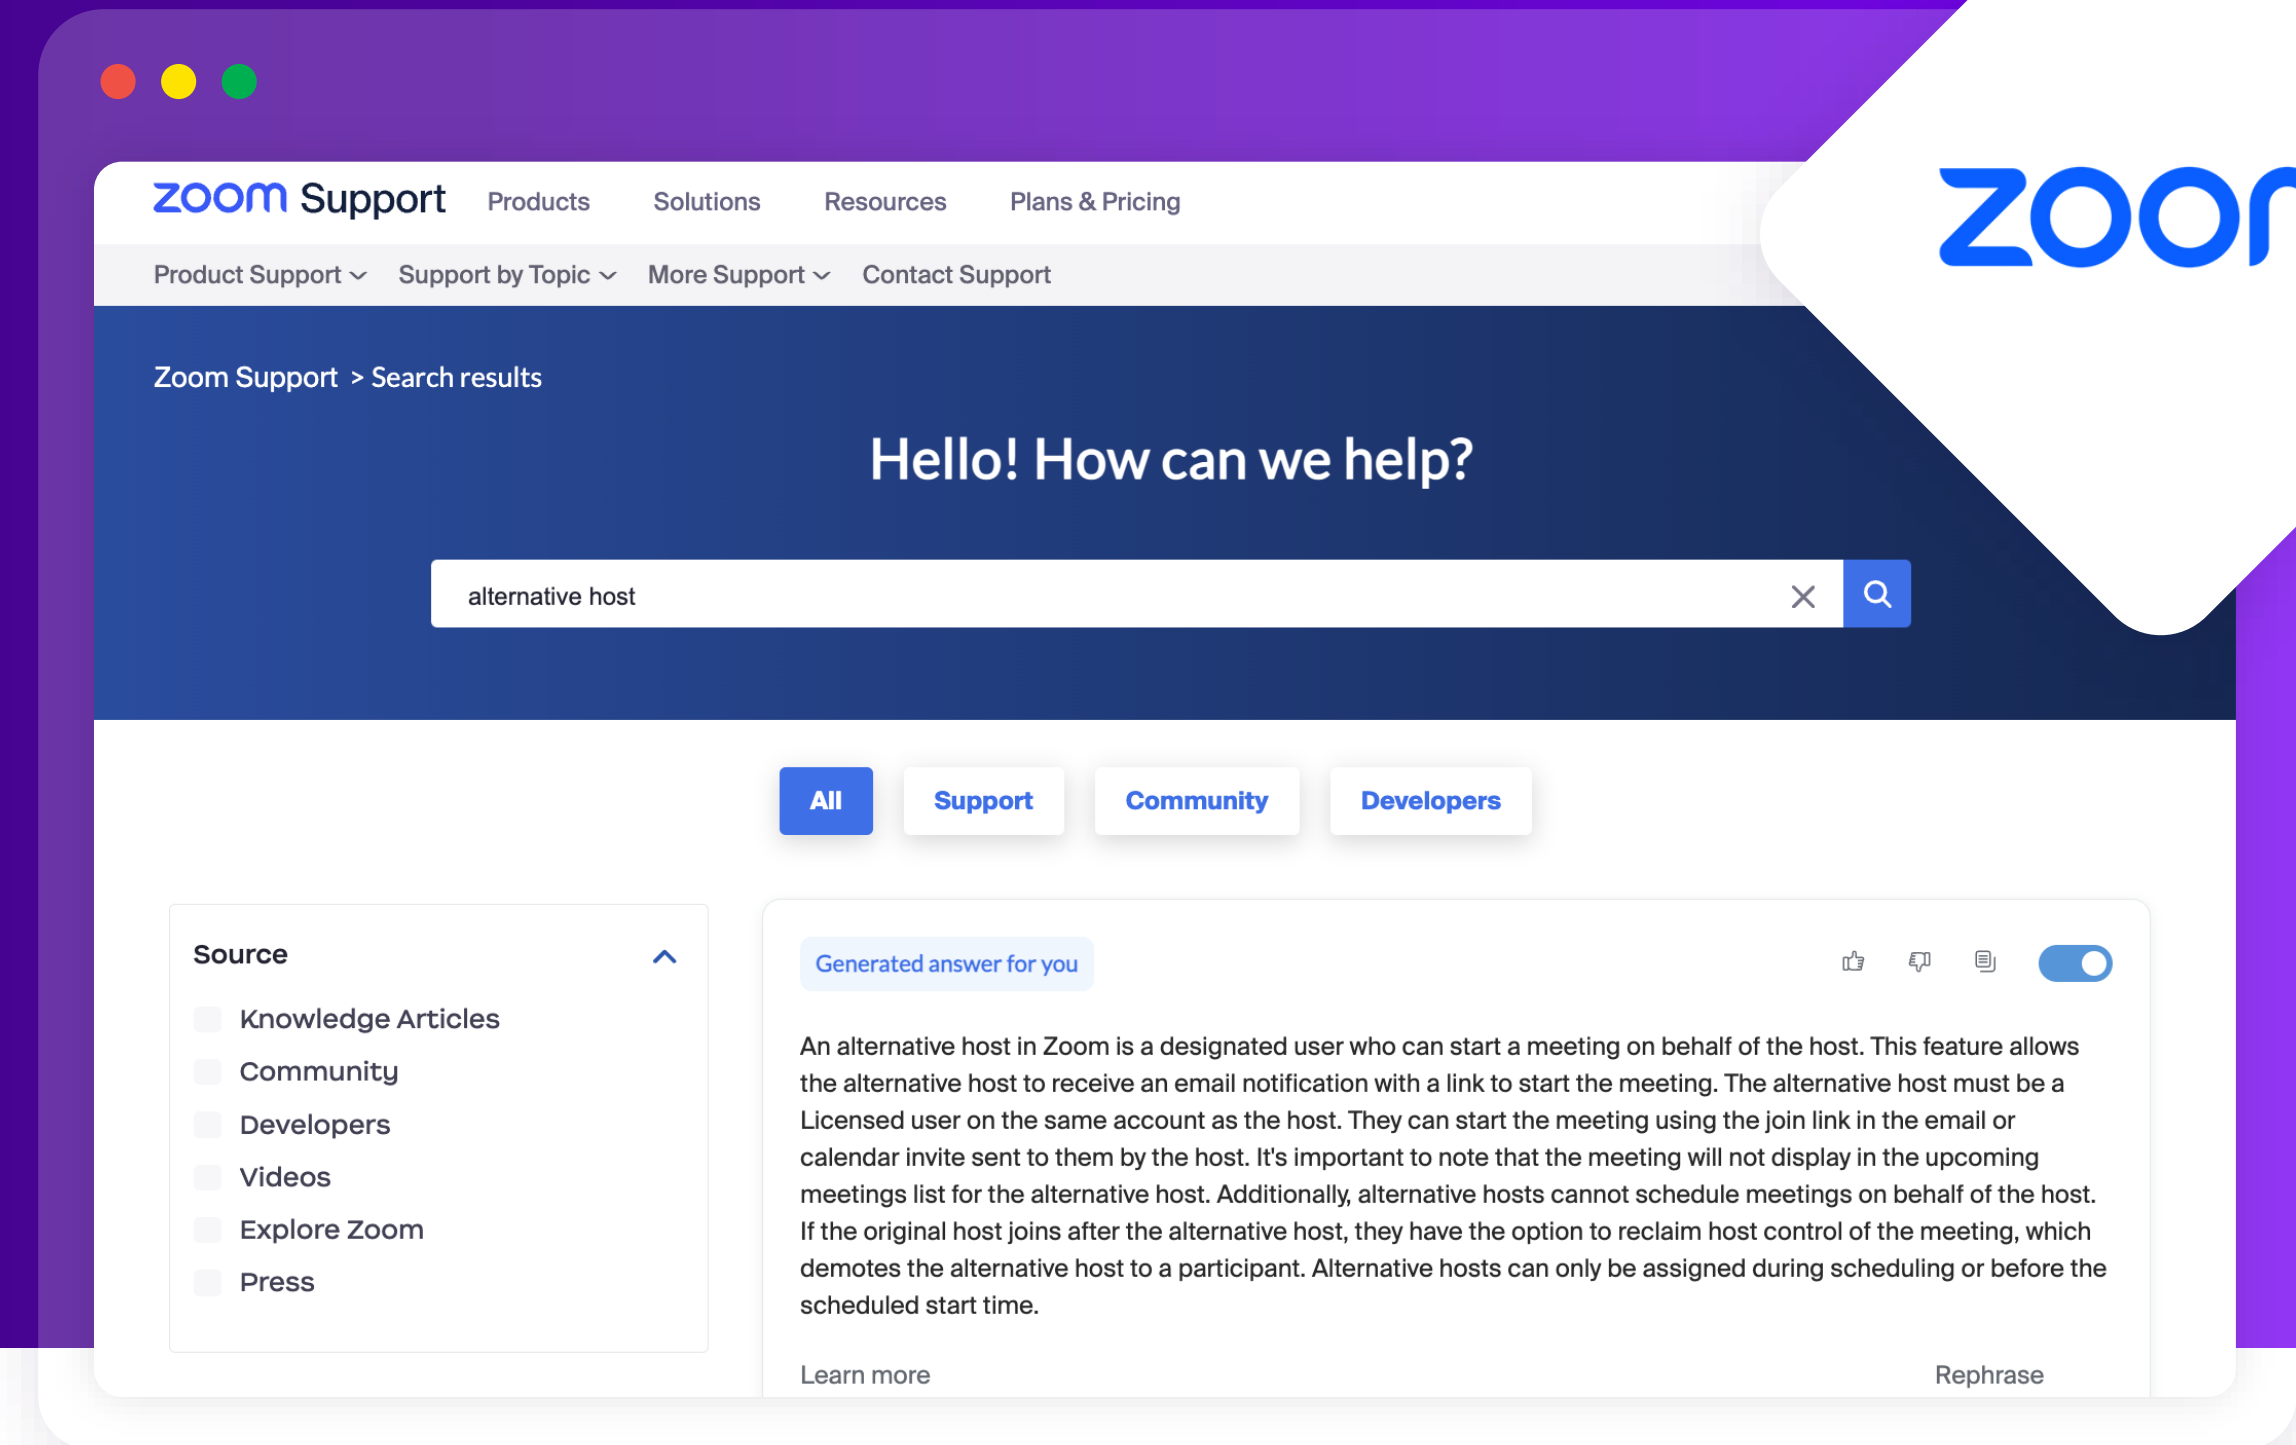 zoom Support Products Solutions Resources Plans & Pricing
zoom
Product Support Support by Topic More Support Contact Support
Zoom Support > Search results
Hello! How can we help?
alternative host
All Support Community Developers
Source
Knowledge Articles
Community
Developers
Videos
Explore Zoom
Press
Generated answer for you
An alternative host in Zoom is a designated user who can start a meeting on behalf of the host. This feature allows
the alternative host to receive an email notification with a link to start the meeting. The alternative host must be a
Licensed user on the same account as the host. They can start the meeting using the join link in the email or
calendar invite sent to them by the host. It's important to note that the meeting will not display in the upcoming
meetings list for the alternative host. Additionally, alternative hosts cannot schedule meetings on behalf of the host.
If the original host joins after the alternative host, they have the option to reclaim host control of the meeting, which
demotes the alternative host to a participant. Alternative hosts can only be assigned during scheduling or before the
scheduled start time.
Learn more Rephrase